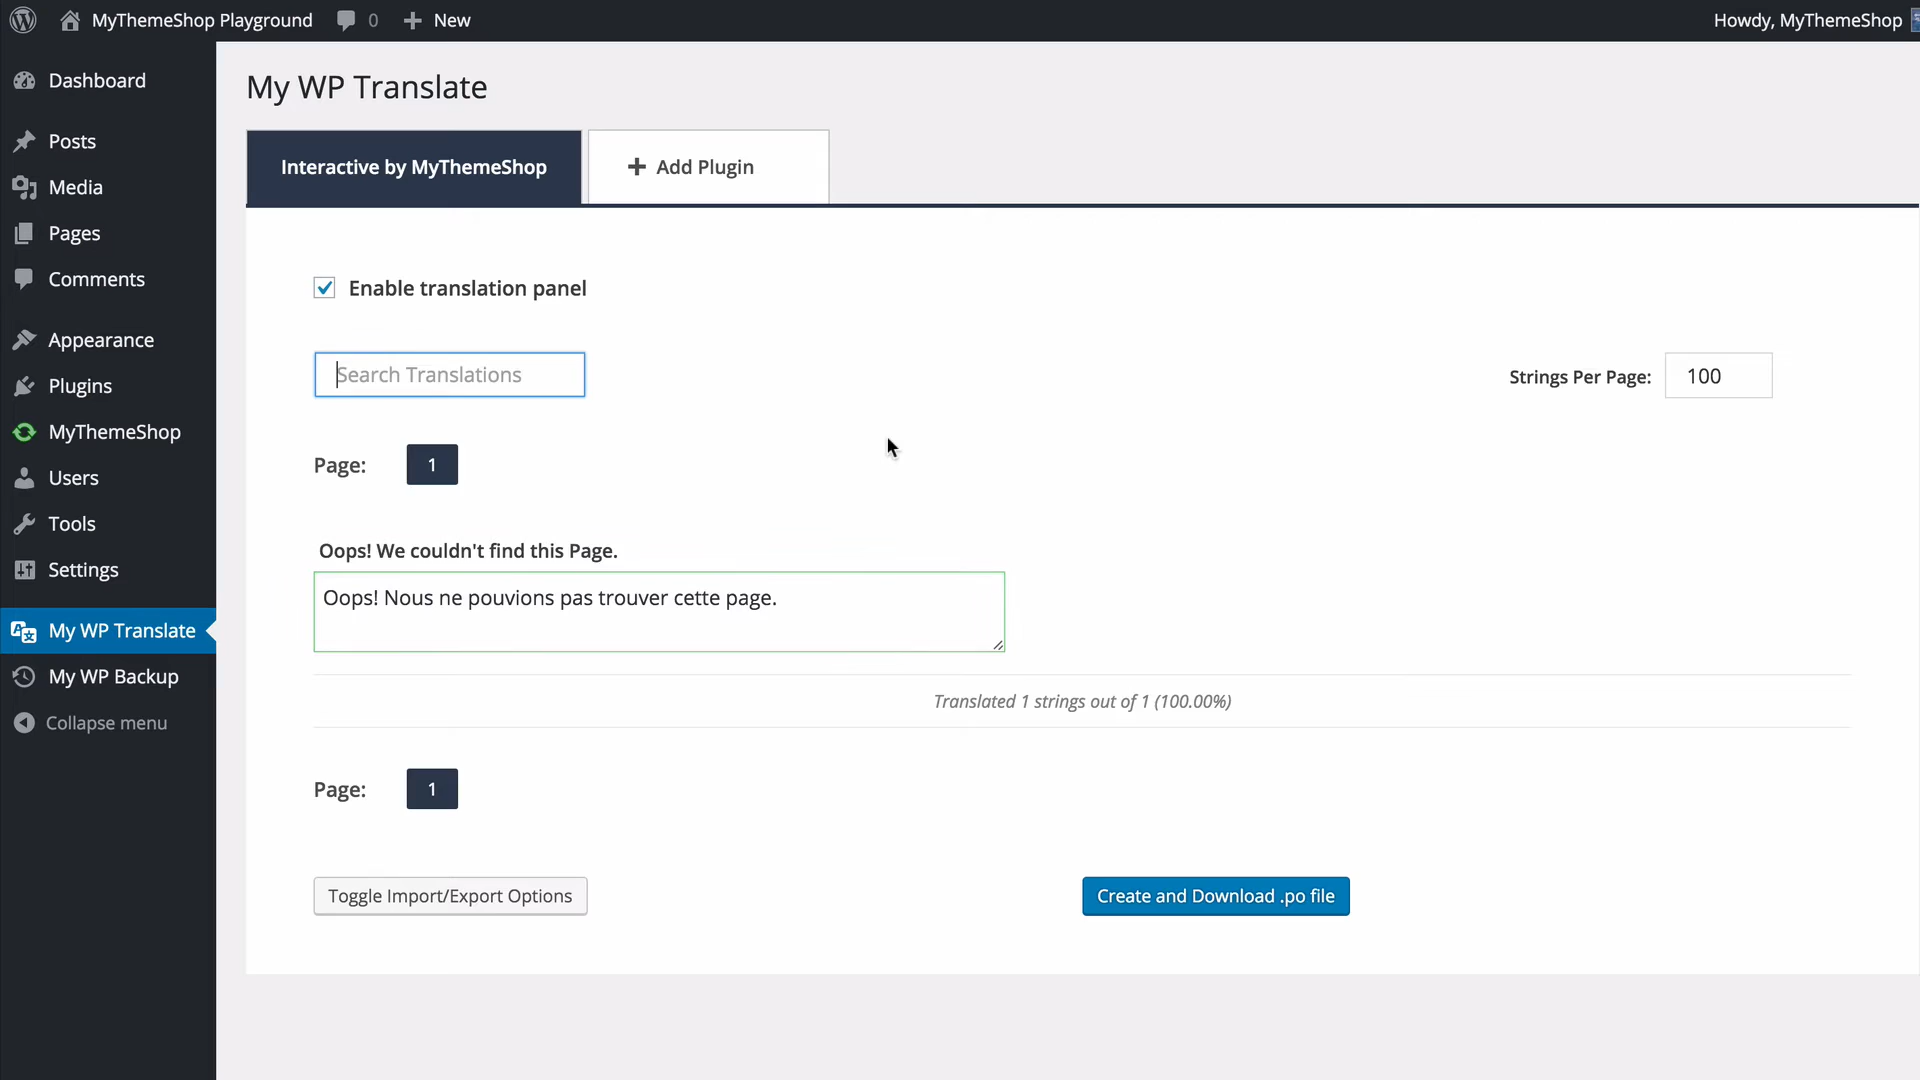 MyThemeShop Playground 0 New Howdy, MyThemeShop
Dashboard
Posts
Media
Pages
Comments
Appearance
Plugins
MyThemeShop
Users
Tools
Settings
My WP Translate
My WP Backup
Collapse menu
My WP Translate
Interactive by MyThemeShop
Add Plugin
Enable translation panel
Search Translations
Strings Per Page: 100
Page: 1
Oops! We couldn't find this Page.
Oops! Nous ne pouvions pas trouver cette page.
Translated 1 strings out of 1 (100.00%)
Page: 1
Toggle Import/Export Options
Create and Download .po file